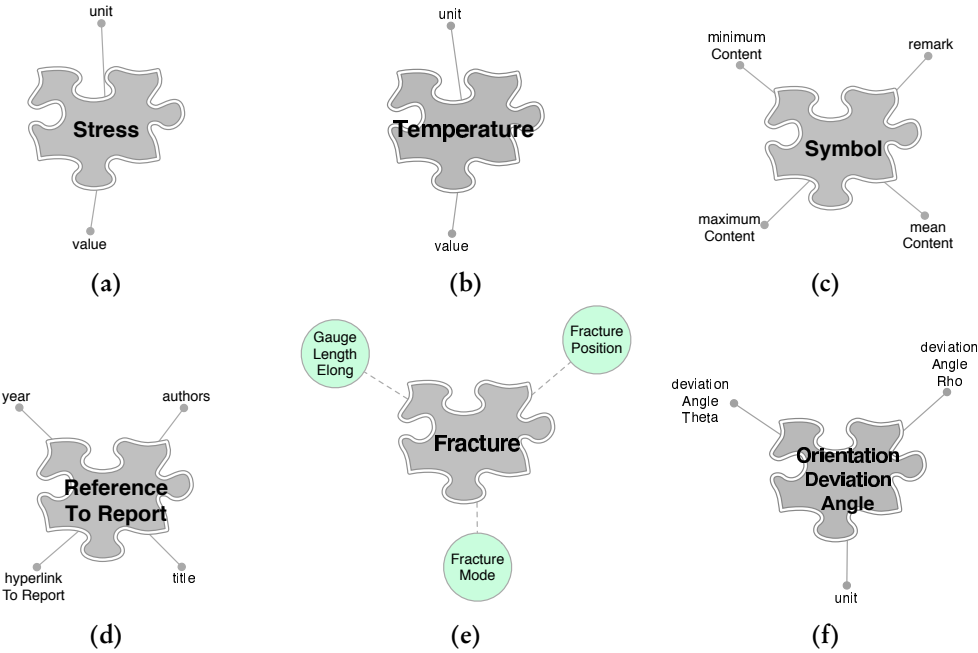 unit
Stress
value
(a)
unit
Temperature
value
(b)
minimum
Content
remark
Symbol
maximum
Content
mean
Content
(c)
year
authors
Reference
To Report
hyperlink
To Report
title
(d)
Gauge
Length
Elong
Fracture
Position
Fracture
Fracture
Mode
(e)
deviation
Angle
Theta
deviation
Angle
Rho
Orientation
Deviation
Angle
unit
(f)